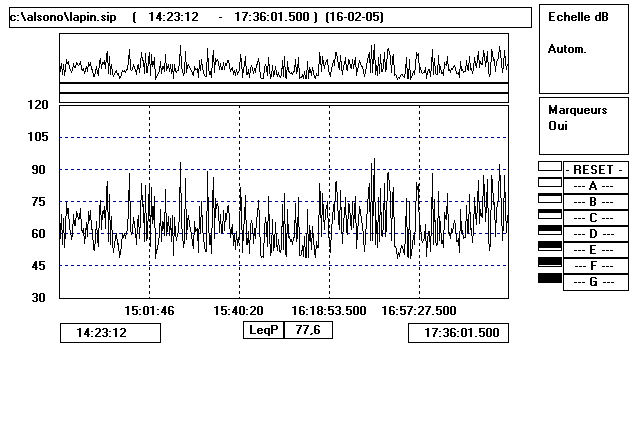 c:\alsono\lapin.sip ( 14:23:12 - 17:36:01.500 ) (16-02-05)
Echelle dB
Autom.
Marqueurs
Oui
- RESET -
--- A ---
--- B ---
--- C ---
--- D ---
--- E ---
--- F ---
--- G ---
120
105
90
75
60
45
30
15:01:46 15:40:20 16:18:53.500 16:57:27.500
14:23:12 LeqP 77,6 17:36:01.500